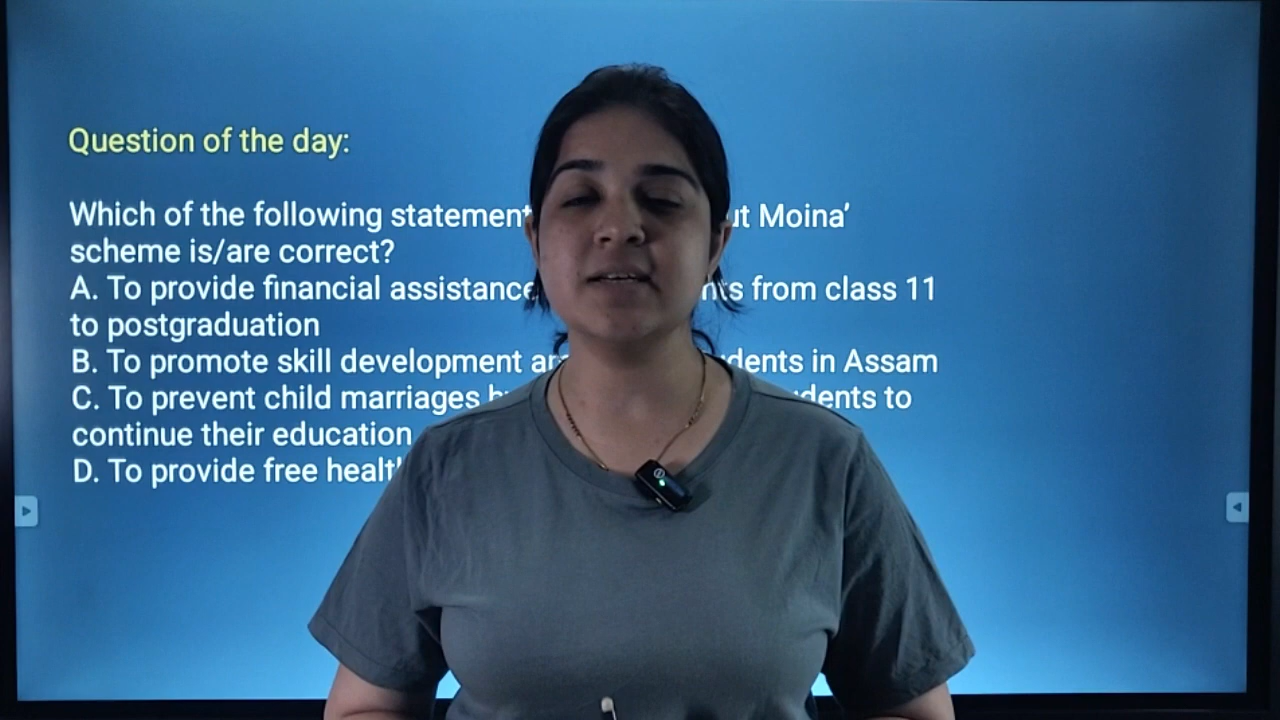 Question of the day:
Which of the following statement ut Moina’
scheme is/are correct?
A. To provide financial assistance nts from class 11
to postgraduation
B. To promote skill development dents in Assam
C. To prevent child marriages dents to
continue their education
D. To provide free healt